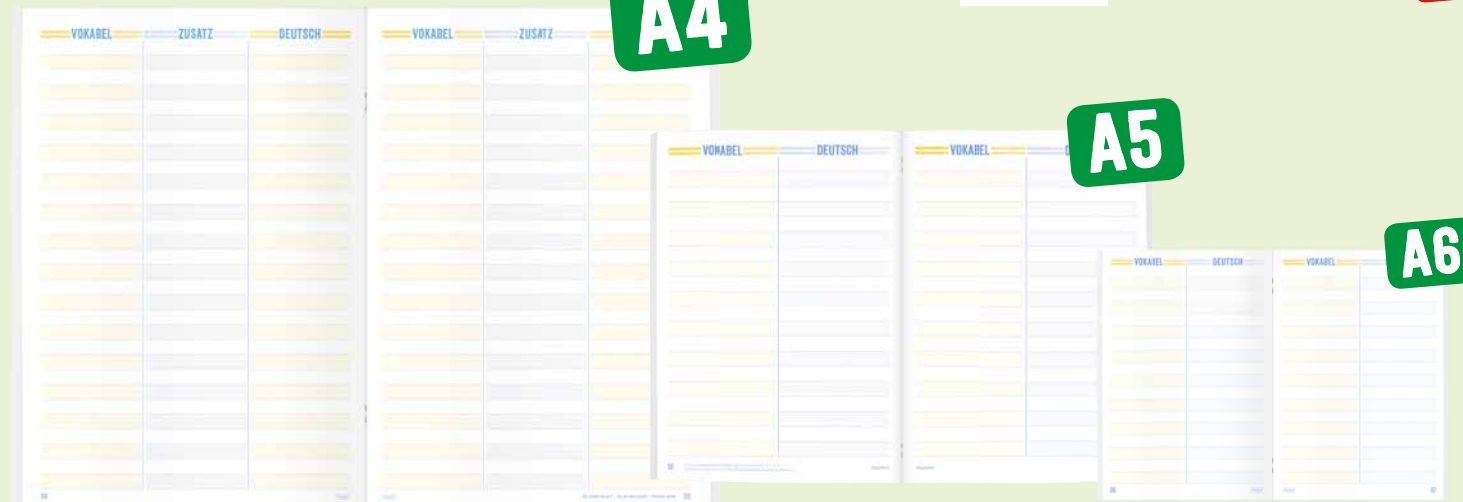 A4
VOKABEL ZUSATZ DEUTSCH VOKABEL ZUSATZ
A5
VOKABEL DEUTSCH VOKABEL D
A6
VOKABEL DEUTSCH VOKABEL